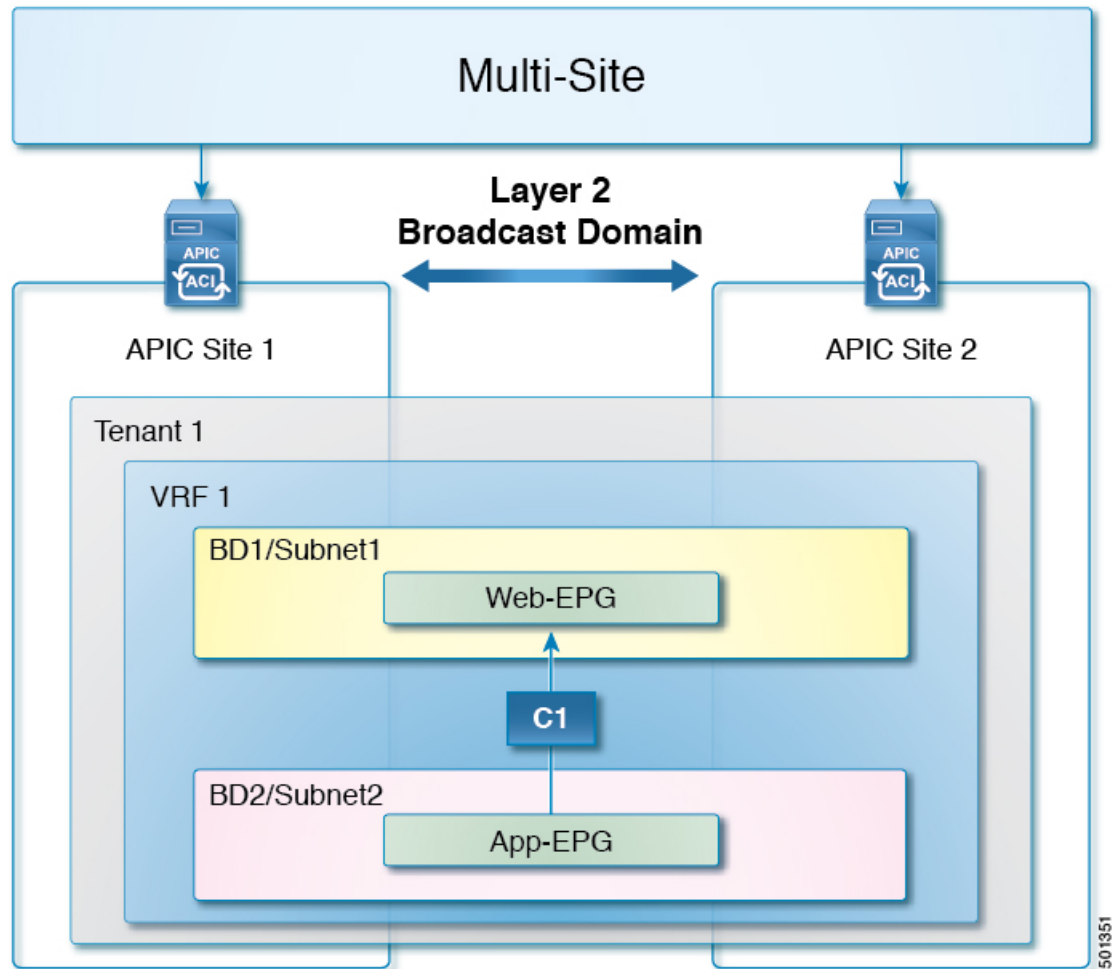 Multi-Site
Layer 2
Broadcast Domain
APIC
ACI
APIC
ACI
APIC Site 1
APIC Site 2
Tenant 1
VRF 1
BD1/Subnet1
Web-EPG
C1
BD2/Subnet2
App-EPG
501351